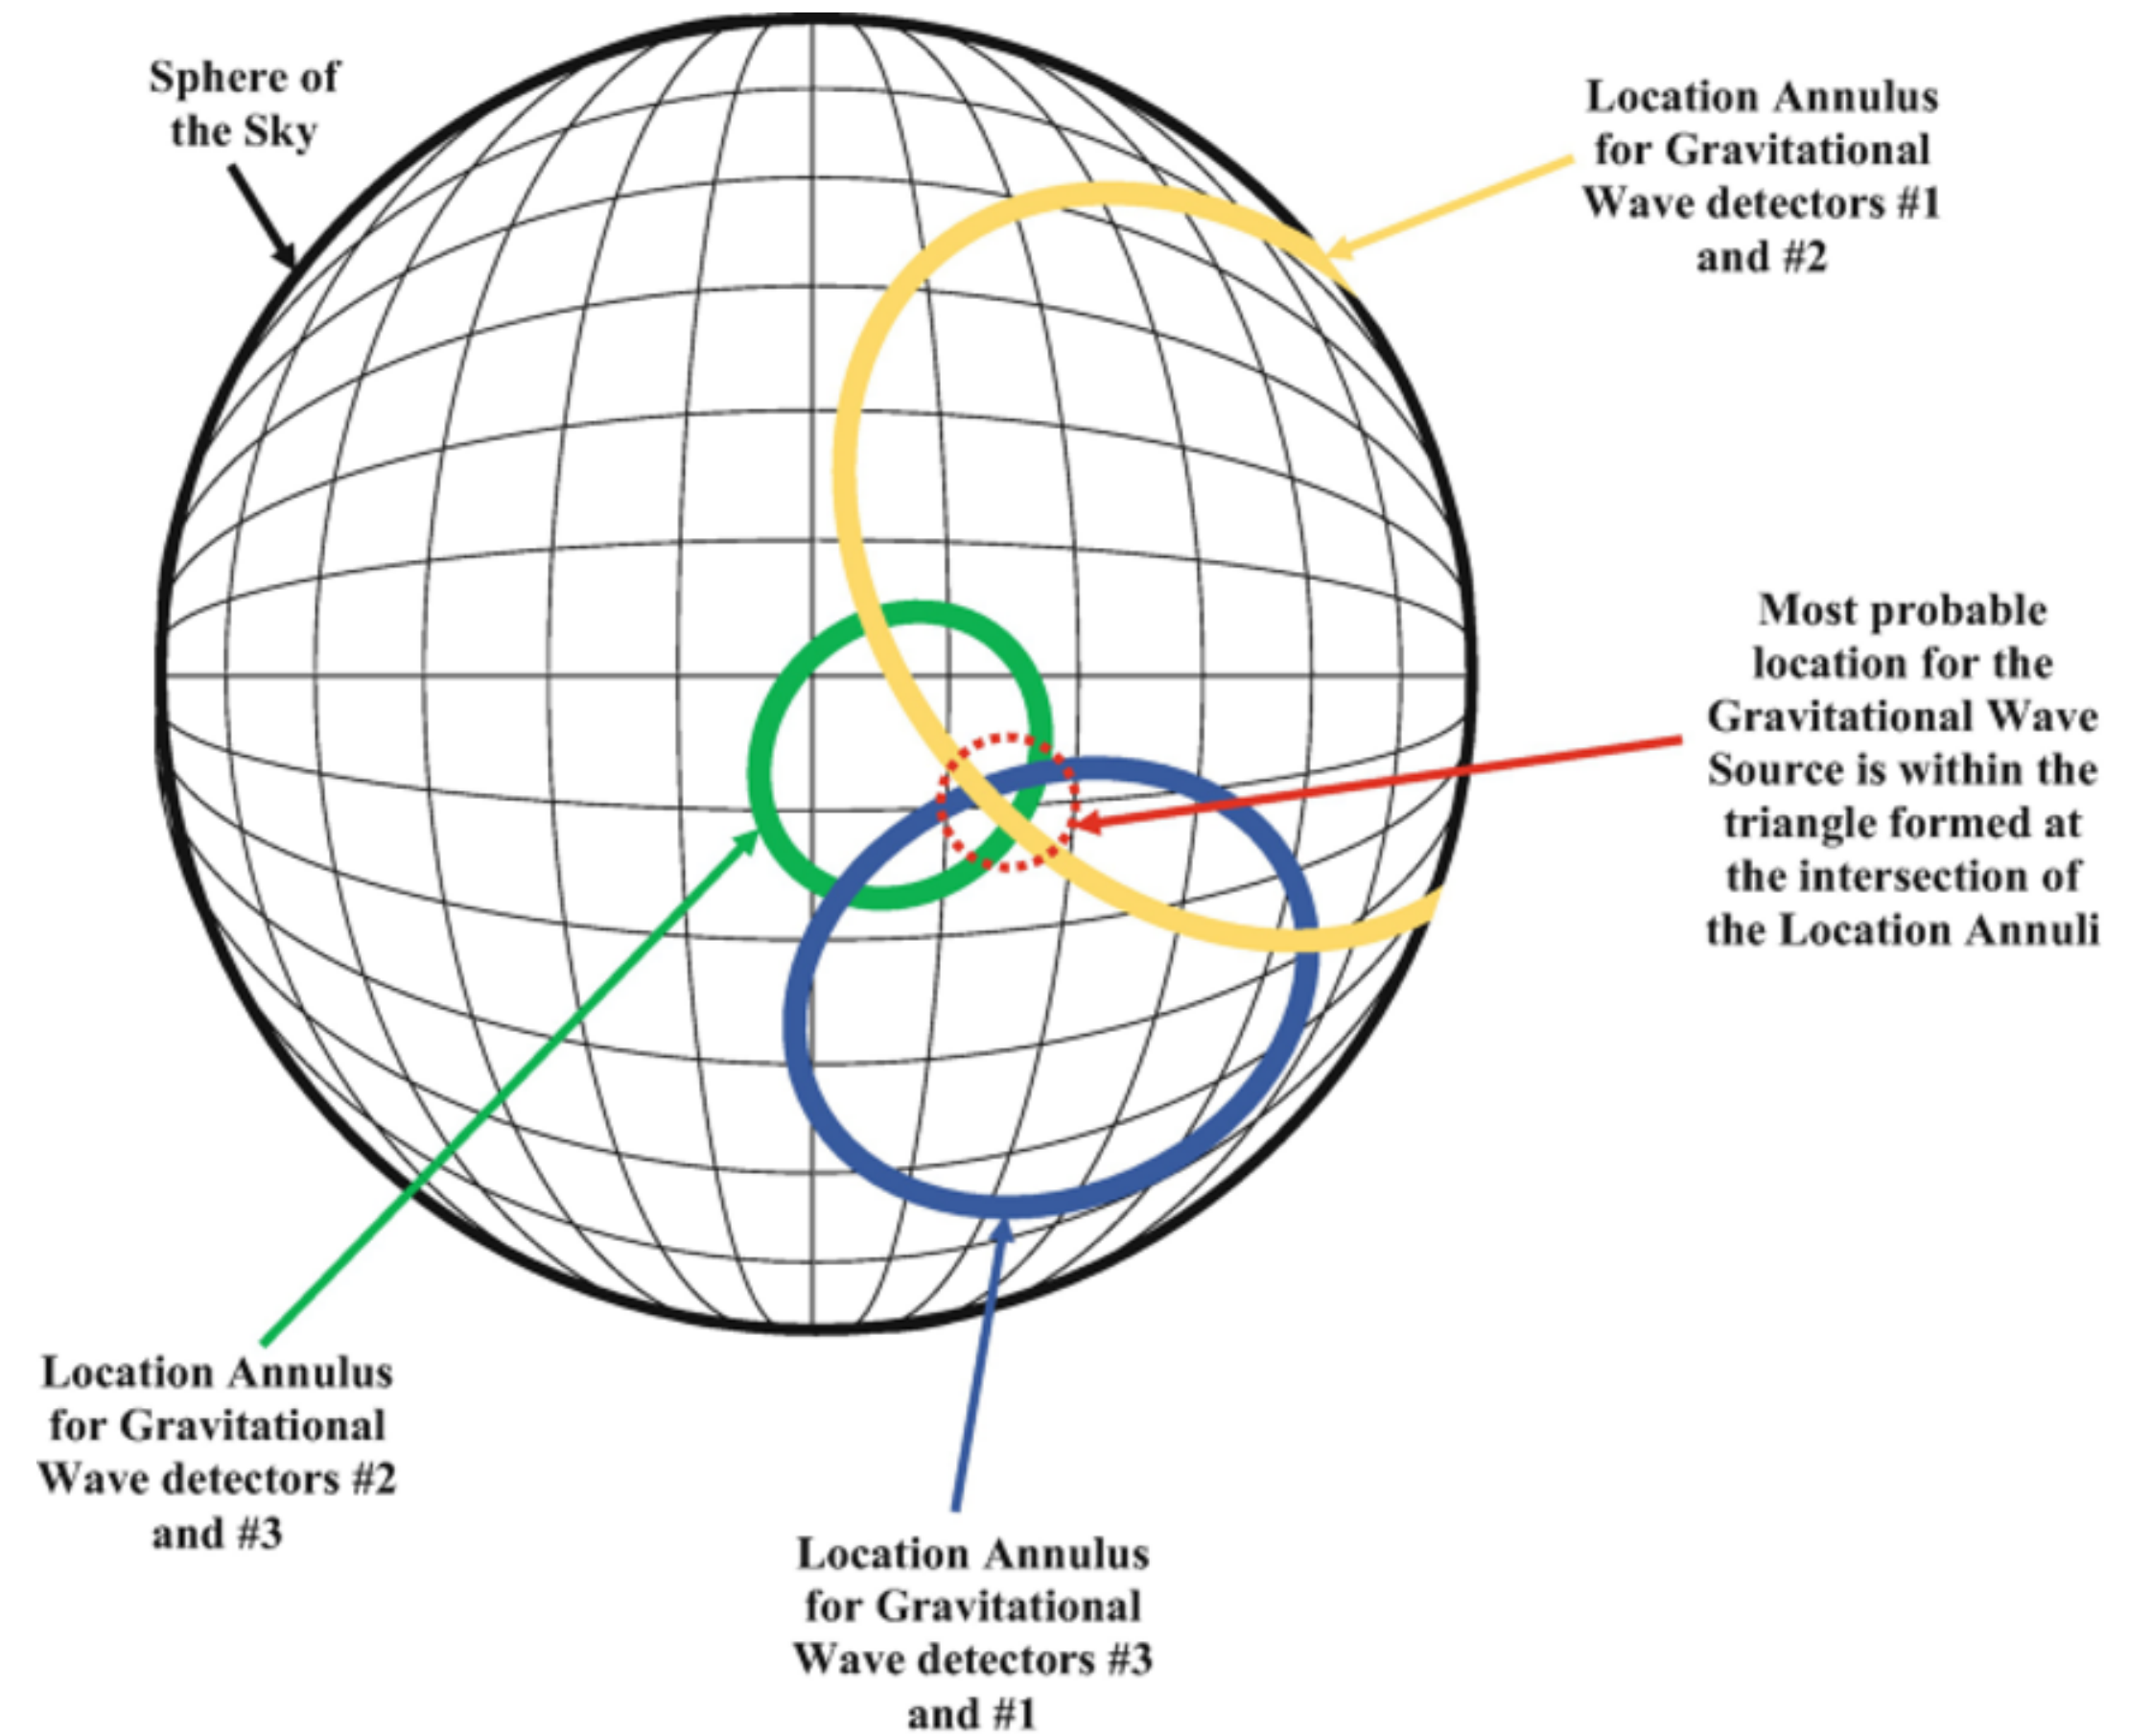 Sphere of
the Sky
Location Annulus
for Gravitational
Wave detectors #1
and #2
Most probable
location for the
Gravitational Wave
Source is within the
triangle formed at
the intersection of
the Location Annuli
Location Annulus
for Gravitational
Wave detectors #2
and #3
Location Annulus
for Gravitational
Wave detectors #3
and #1